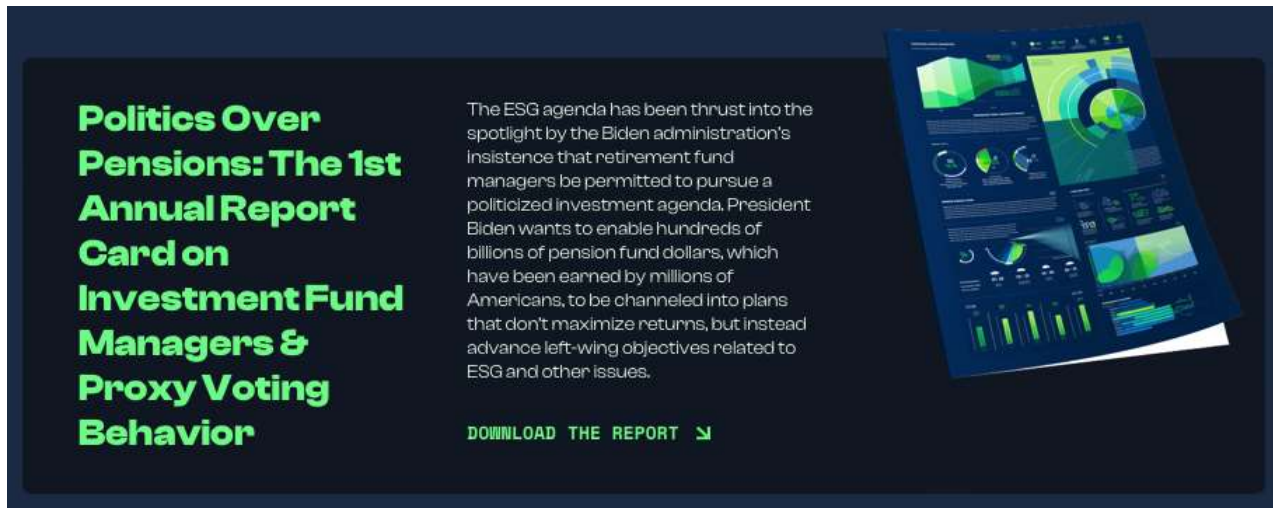 Politics Over
Pensions: The 1st
Annual Report
Card on
Investment Fund
Managers &
Proxy Voting
Behavior
The ESG agenda has been thrust into the
spotlight by the Biden administration's
insistence that retirement fund
managers be permitted to pursue a
politicized investment agenda. President
Biden wants to enable hundreds of
billions of pension fund dollars, which
have been earned by millions of
Americans, to be channeled into plans
that don't maximize returns, but instead
advance left-wing objectives related to
ESG and other issues.
DOWNLOAD THE REPORT